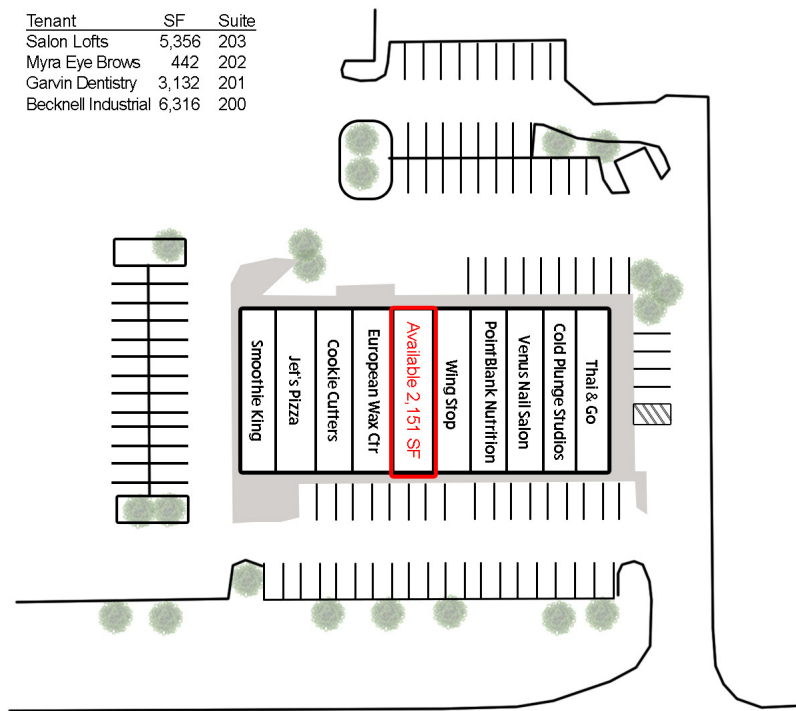 Tenant SF Suite
Salon Lofts 5,356 203
Myra Eye Brows 442 202
Garvin Dentistry 3,132 201
Becknell Industrial 6,316 200
Smoothie King
Jet's Pizza
Cookie Cutters
European Wax Ctr
Available 2,151 SF
Wing Stop
PointBlank Nutrition
Venus Nail Salon
Cold Plunge Studios
Thai & Go